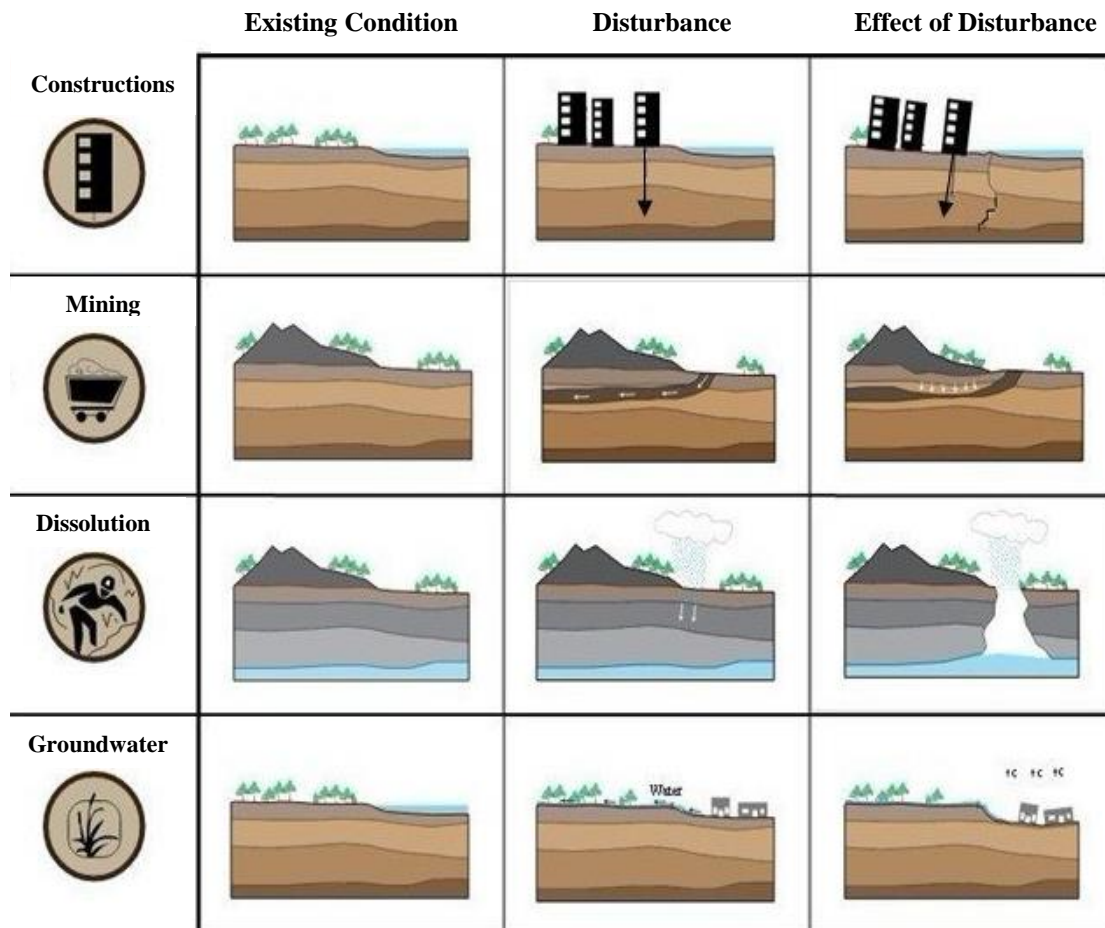 Existing Condition
Disturbance
Effect of Disturbance
Constructions
Mining
Dissolution
Groundwater
Water
↑C ↑C ↑C